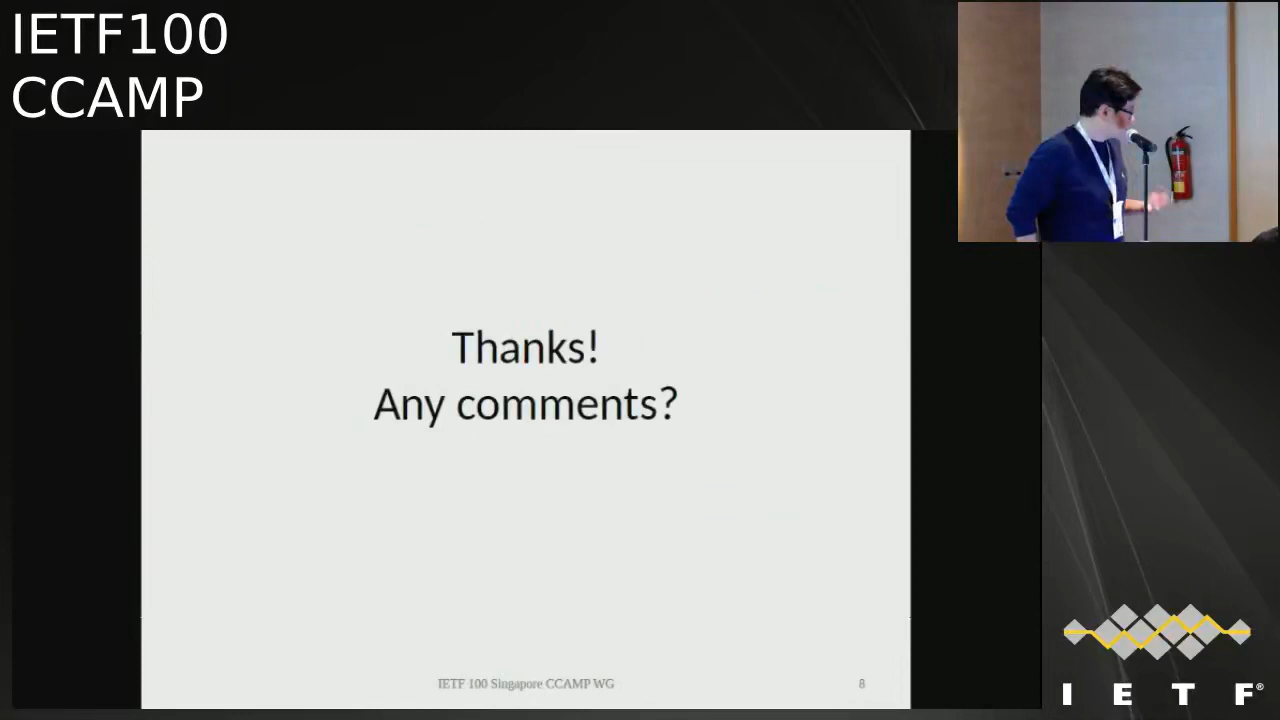 IETF100
CCAMP
Thanks!
Any comments?
IETF 100 Singapore CCAMP WG
8
I E T F®